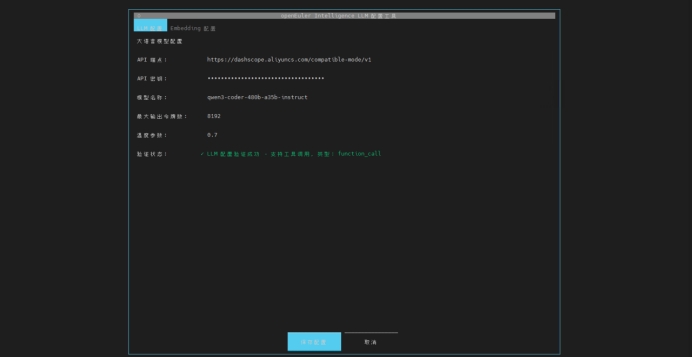 openEuler Intelligence LLM 配置工具
LLM 配置 Embedding 配置
大语言模型配置
API 端点： https://dashscope.aliyuncs.com/compatible-mode/v1
API 密钥： ***********************************
模型名称： qwen3-coder-480b-a35b-instruct
最大输出令牌数： 8192
温度参数： 0.7
验证状态： ✓ LLM 配置验证成功 - 支持工具调用，类型：function_call
保存配置 取消